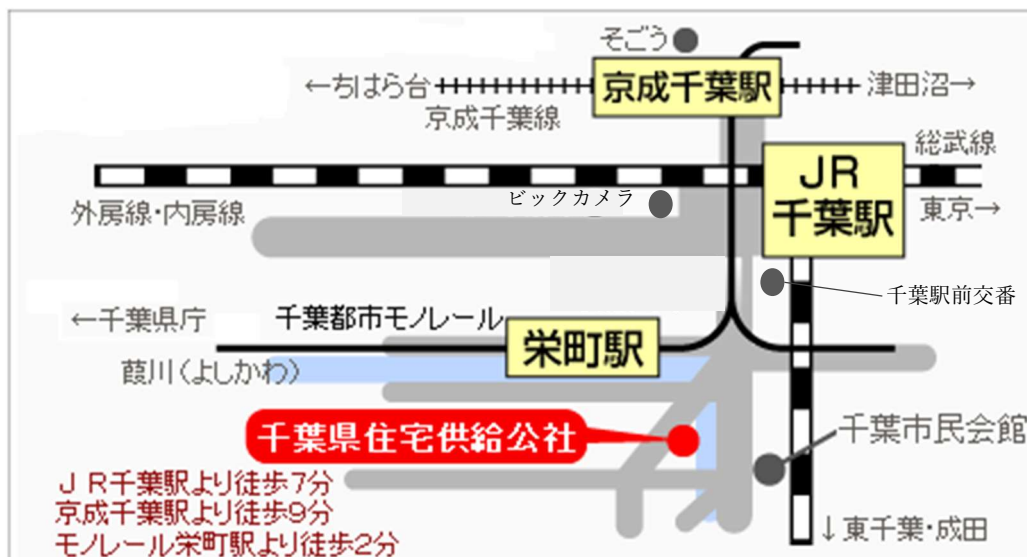 そごう
京成千葉駅
←ちはら台
津田沼→
京成千葉線
総武線
JR
千葉駅
ビックカメラ
外房線・内房線
東京→
千葉駅前交番
←千葉県庁
千葉都市モノレール
栄町駅
葭川（よしかわ）
千葉県住宅供給公社
千葉市民会館
ＪＲ千葉駅より徒歩7分
京成千葉駅より徒歩9分
モノレール栄町駅より徒歩2分
↓東千葉・成田